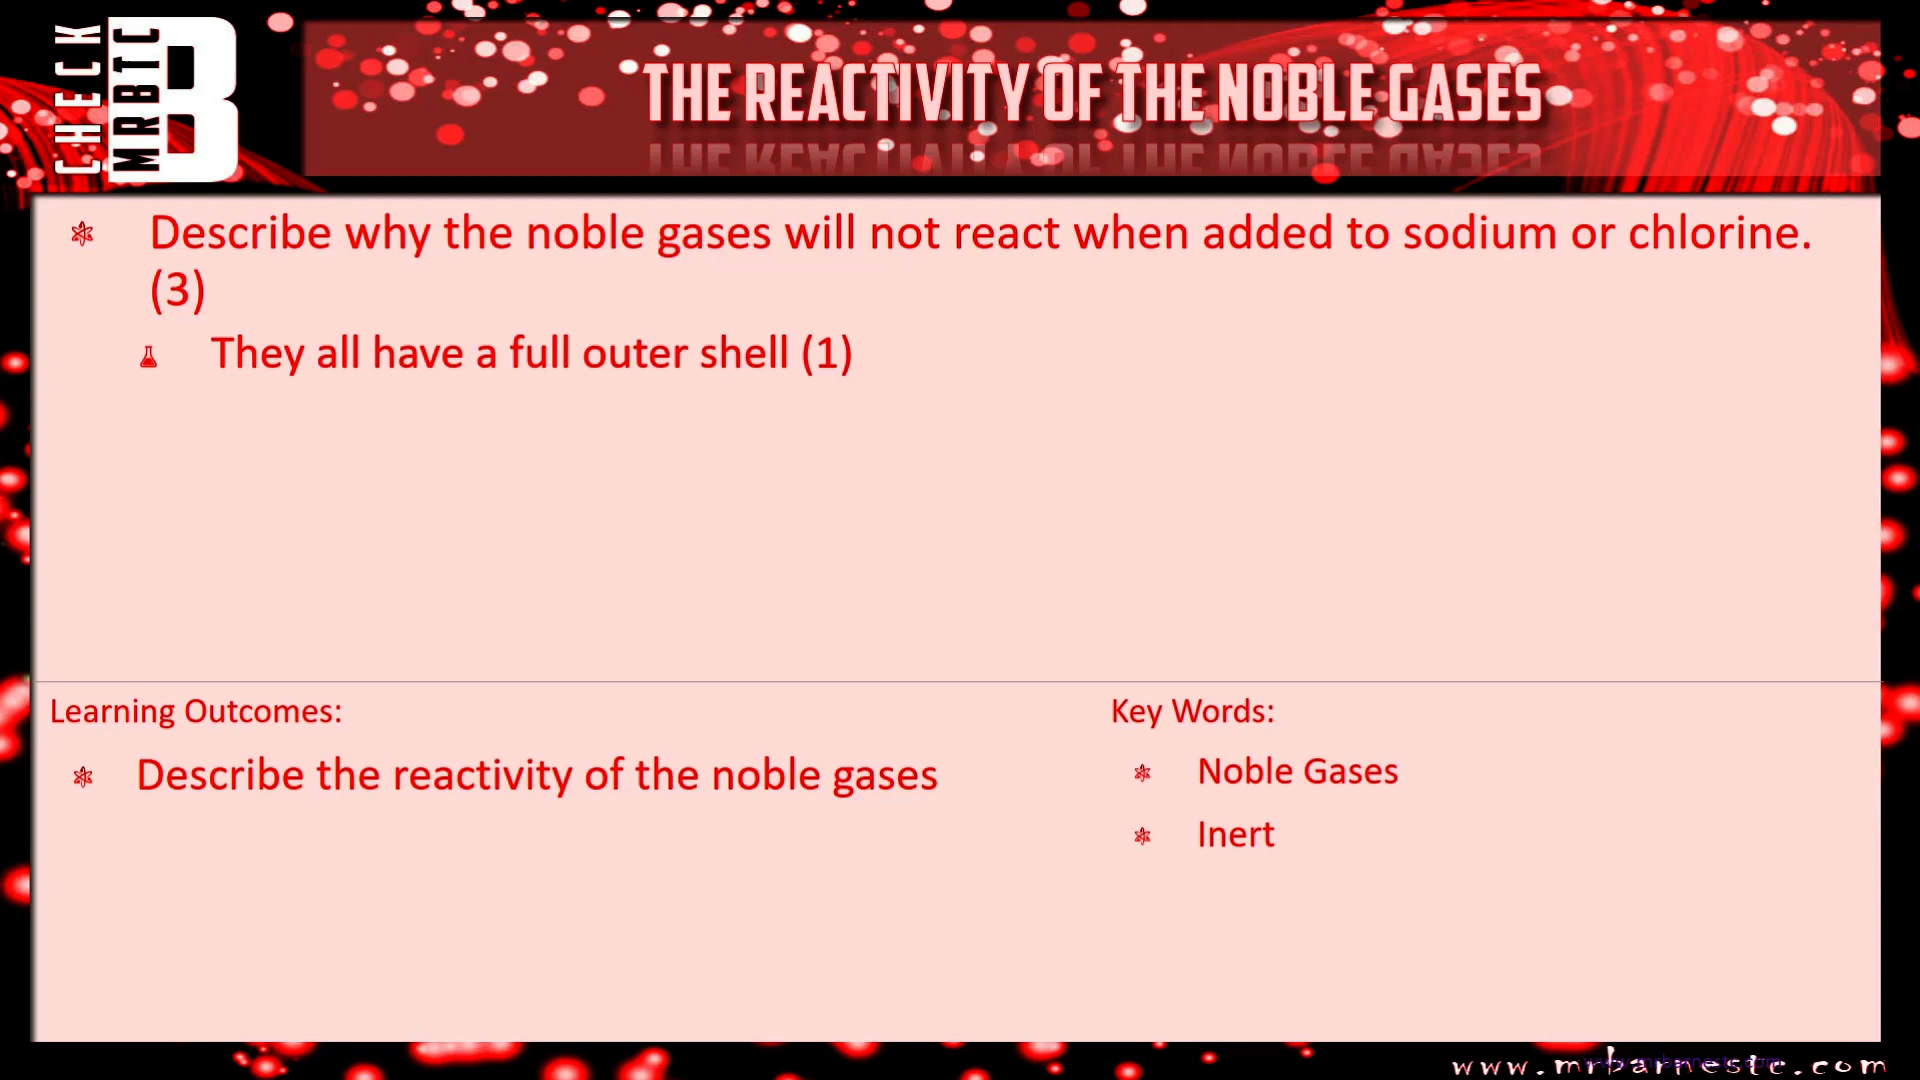 CHECK
MRBTC
B
THE REACTIVITY OF THE NOBLE GASES
Describe why the noble gases will not react when added to sodium or chlorine.
(3)
They all have a full outer shell (1)
Learning Outcomes:
Describe the reactivity of the noble gases
Key Words:
Noble Gases
Inert
www.mrbarnestc.com